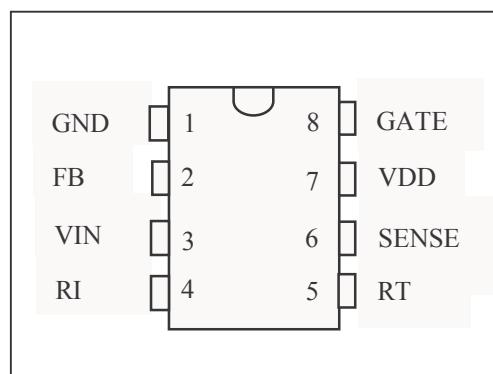 GND 1 8 GATE
FB 2 7 VDD
VIN 3 6 SENSE
RI 4 5 RT